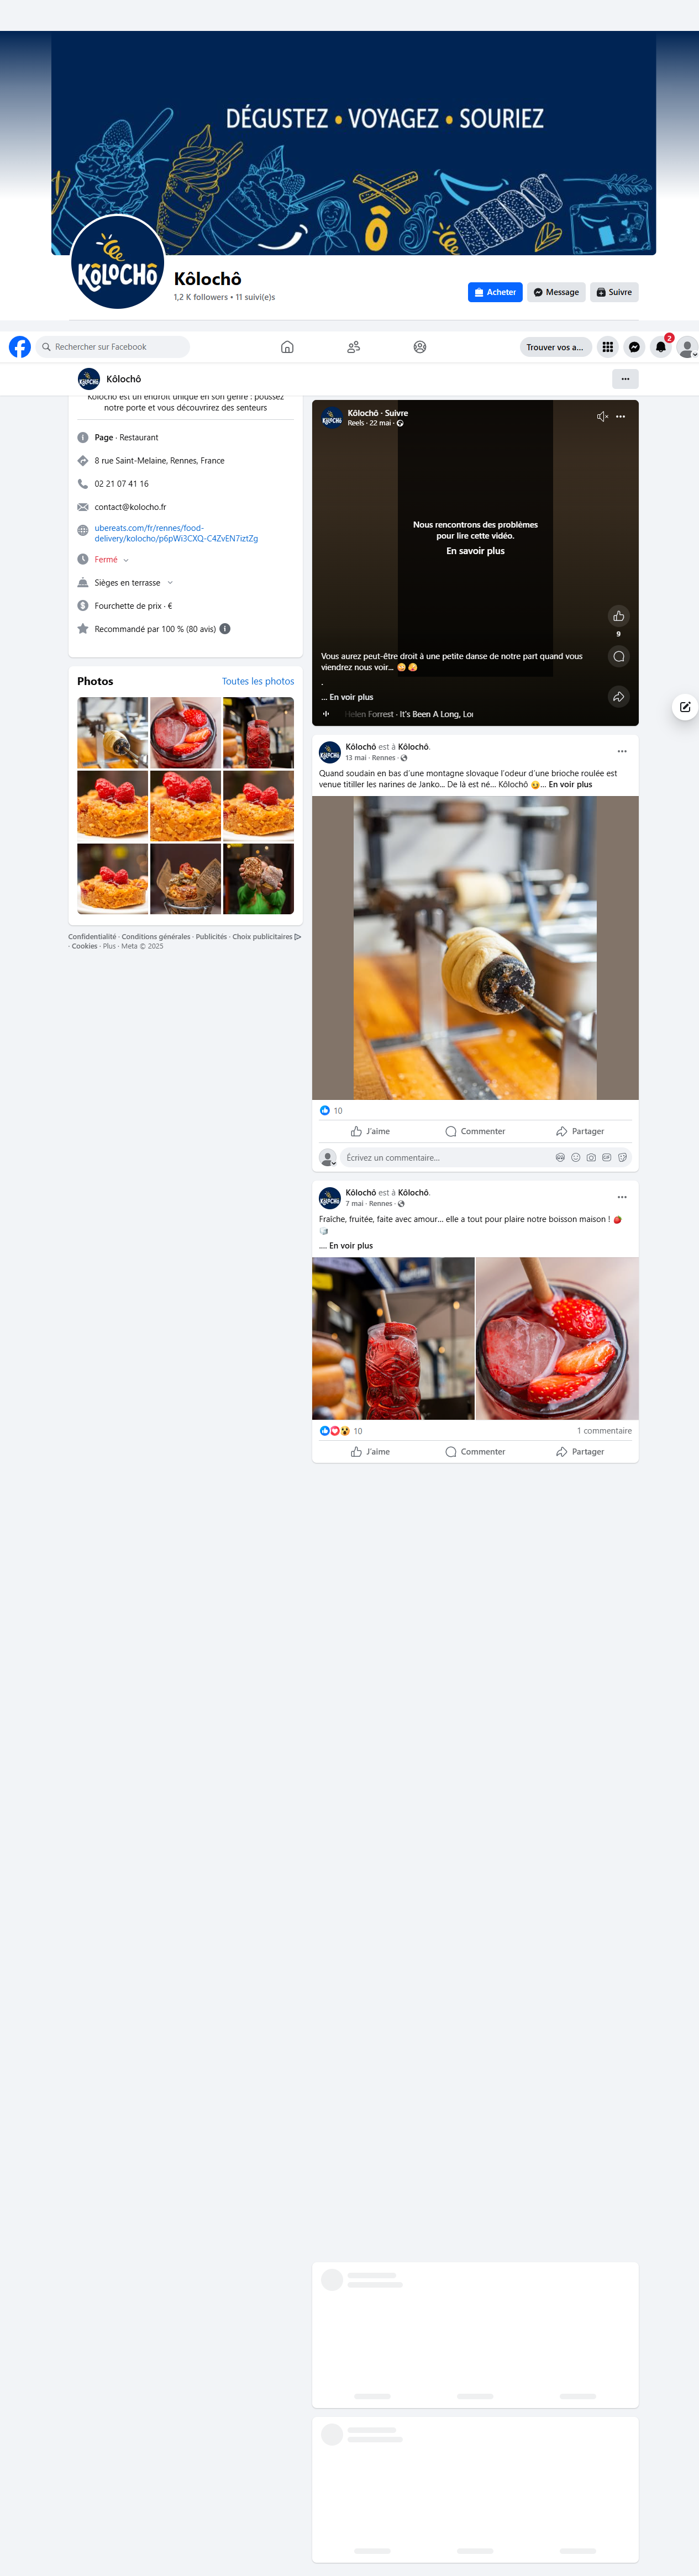 DÉGUSTEZ • VOYAGEZ • SOURIEZ
Ô
KÔLOCHÔ
Kôlochô
1,2 K followers • 11 suivi(e)s
Acheter
Message
Suivre
Rechercher sur Facebook
Trouver vos a...
2
Kôlochô
Kôlochô est un endroit unique en son genre : poussez
notre porte et vous découvrirez des senteurs
Page · Restaurant
8 rue Saint-Melaine, Rennes, France
02 21 07 41 16
contact@kolocho.fr
ubereats.com/fr/rennes/food-
delivery/kolocho/p6pWi3CXQ-C4ZvEN7iztZg
Fermé
Sièges en terrasse
Fourchette de prix · €
Recommandé par 100 % (80 avis)
Photos
Toutes les photos
Confidentialité · Conditions générales · Publicités · Choix publicitaires
· Cookies · Plus · Meta © 2025
Kôlochô · Suivre
Reels · 22 mai ·
Nous rencontrons des problèmes
pour lire cette vidéo.
En savoir plus
9
Vous aurez peut-être droit à une petite danse de notre part quand vous
viendrez nous voir... 🤪🤪
.
... En voir plus
Helen Forrest · It's Been A Long, Lo
Kôlochô est à Kôlochô.
13 mai · Rennes ·
Quand soudain en bas d'une montagne slovaque l'odeur d'une brioche roulée est
venue titiller les narines de Janko... De là est né... Kôlochô 😉... En voir plus
10
J'aime
Commenter
Partager
Écrivez un commentaire...
Kôlochô est à Kôlochô.
7 mai · Rennes ·
Fraîche, fruitée, faite avec amour... elle a tout pour plaire notre boisson maison ! 🍓
🧊
.... En voir plus
10
1 commentaire
J'aime
Commenter
Partager